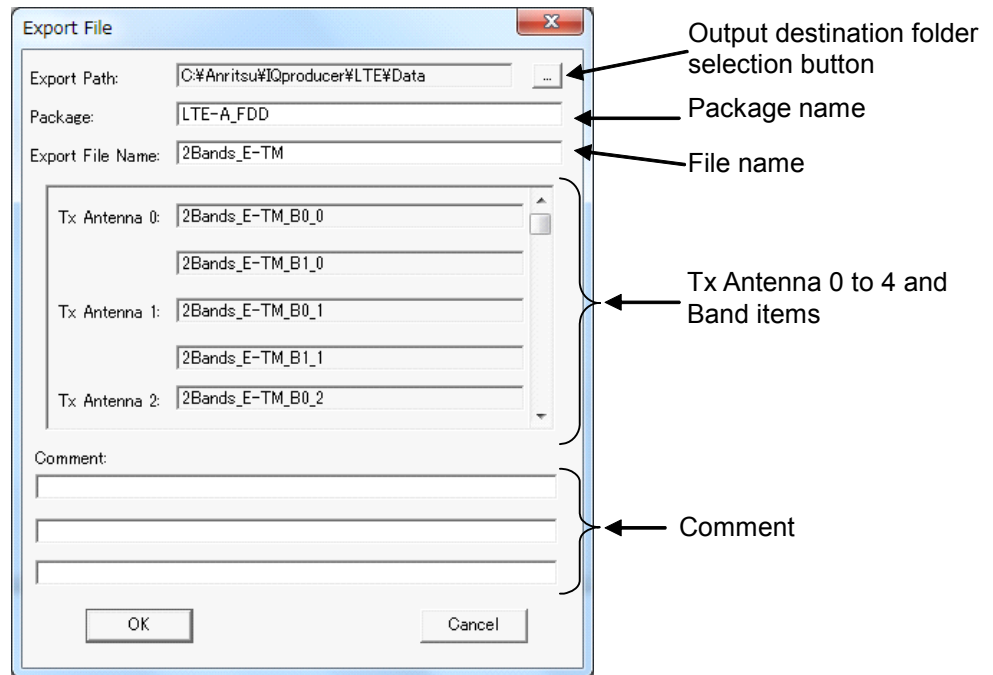 Export File
Export Path: C:¥Anritsu¥IQproducer¥LTE¥Data ...
Output destination folder
selection button
Package: LTE-A_FDD
Package name
Export File Name: 2Bands_E-TM
File name
Tx Antenna 0: 2Bands_E-TM_B0_0
2Bands_E-TM_B1_0
Tx Antenna 1: 2Bands_E-TM_B0_1
2Bands_E-TM_B1_1
Tx Antenna 2: 2Bands_E-TM_B0_2
Tx Antenna 0 to 4 and
Band items
Comment:
Comment
OK
Cancel